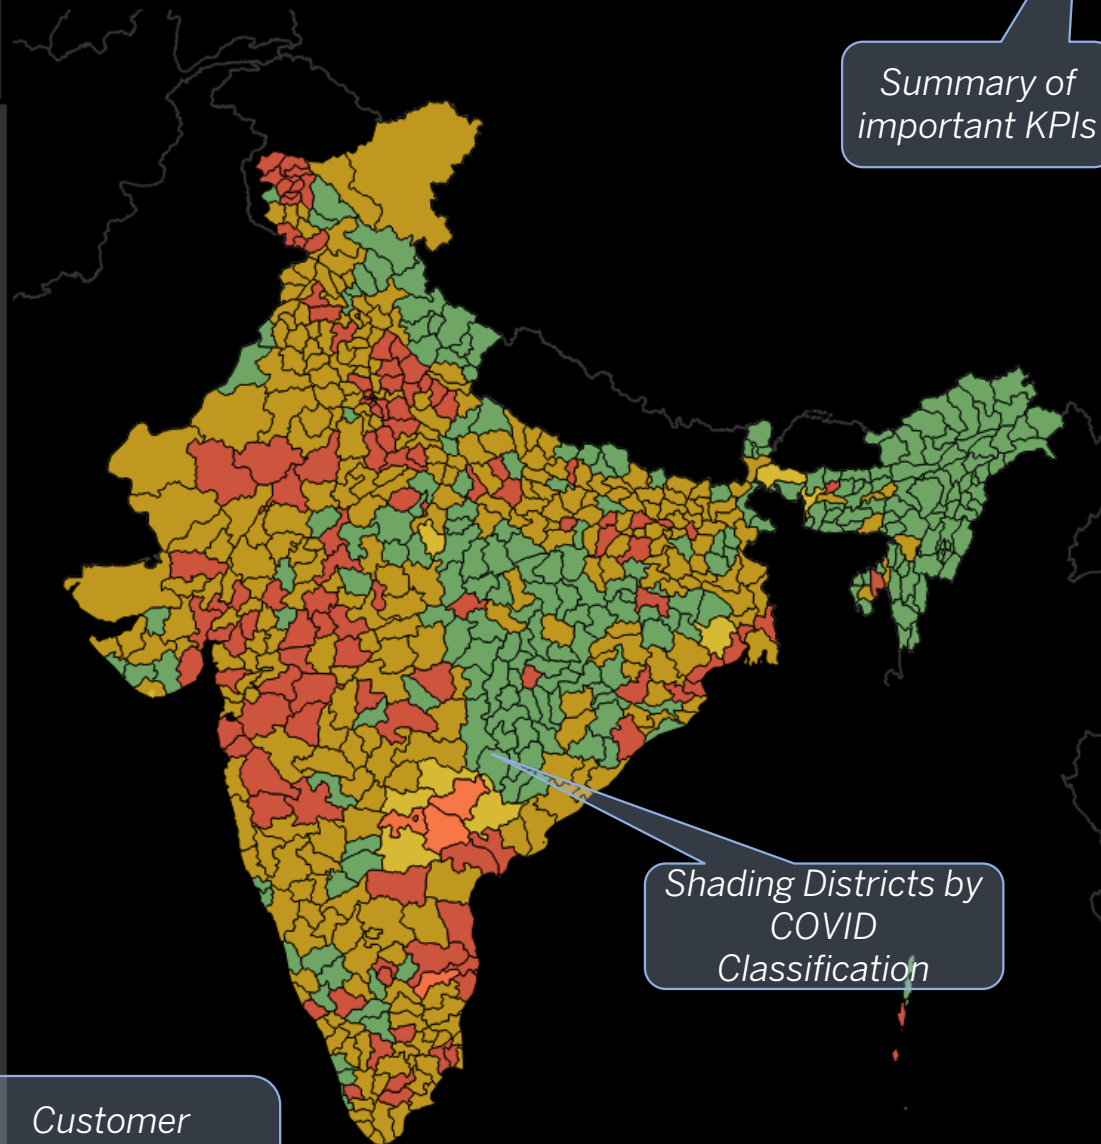 Summary of
important KPIs
Shading Districts by
COVID
Classification
Customer